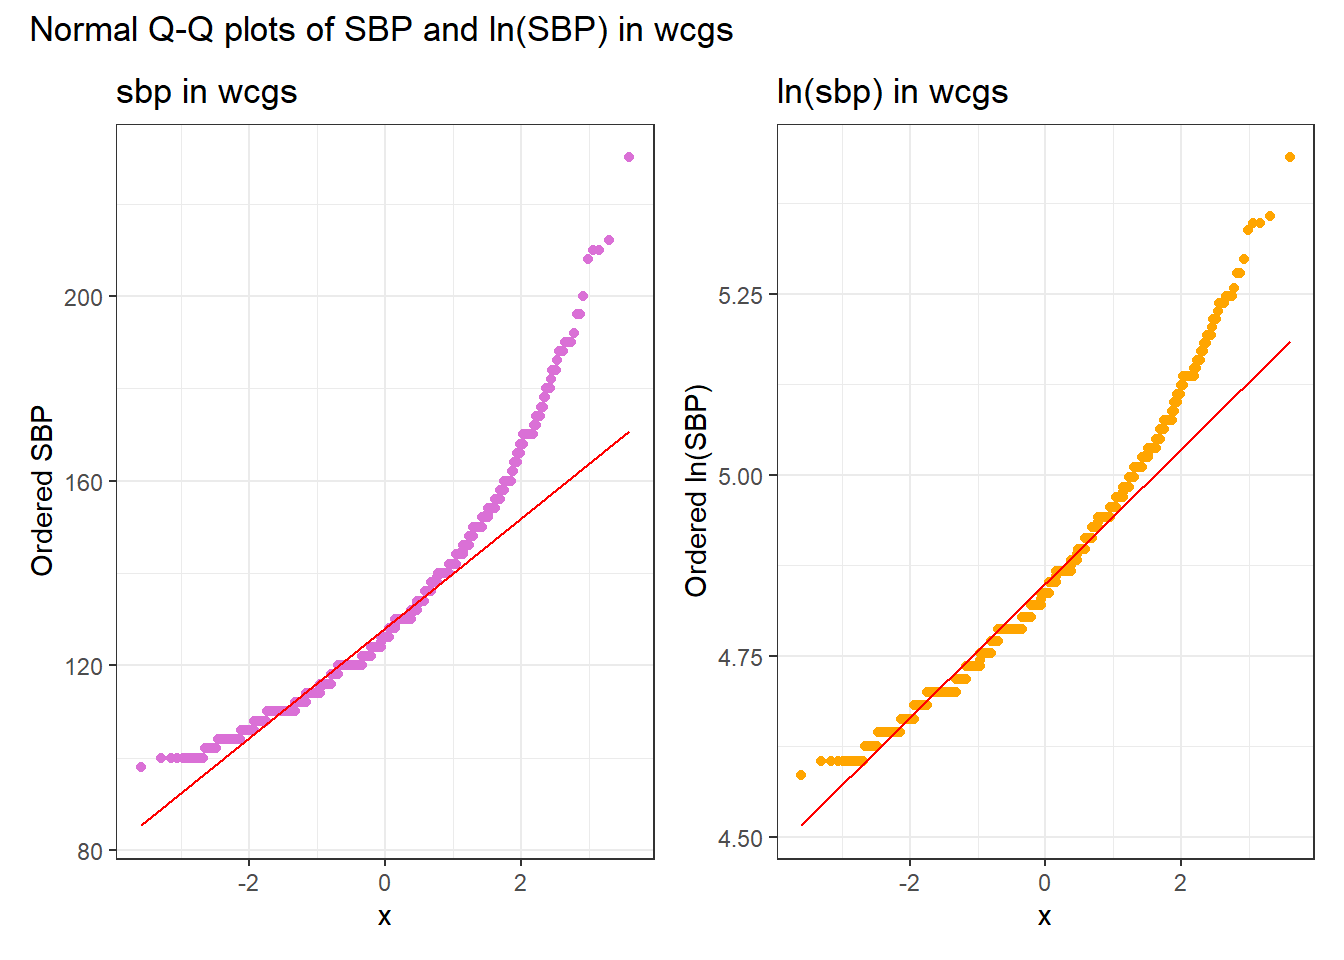 Normal Q-Q plots of SBP and ln(SBP) in wcgs
sbp in wcgs
Ordered SBP
200
160
120
80
-2 0 2
x
ln(sbp) in wcgs
Ordered ln(SBP)
5.25
5.00
4.75
4.50
-2 0 2
x